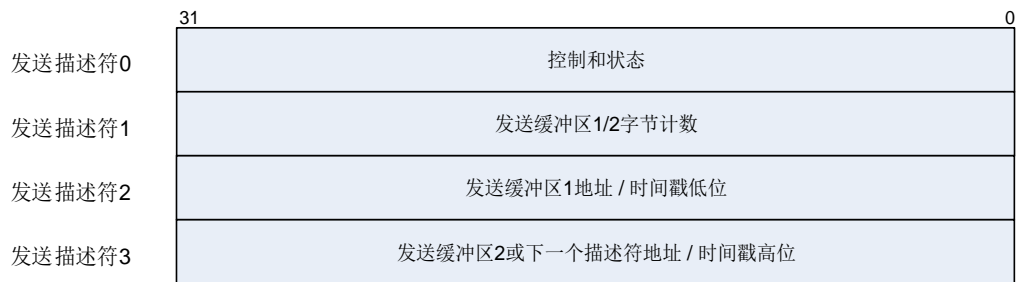 31 0
发送描述符0 控制和状态
发送描述符1 发送缓冲区1/2字节计数
发送描述符2 发送缓冲区1地址 / 时间戳低位
发送描述符3 发送缓冲区2或下一个描述符地址 / 时间戳高位